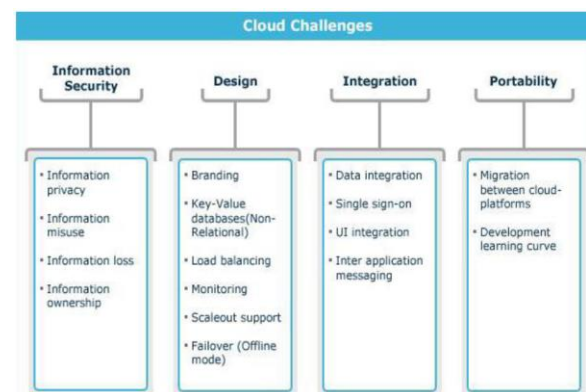 Cloud Challenges
Information
Security
Design
Integration
Portability
• Information
privacy
• Information
misuse
• Information loss
• Information
ownership
• Branding
• Key-Value
databases(Non-
Relational)
• Load balancing
• Monitoring
• Scaleout support
• Failover (Offline
mode)
• Data integration
• Single sign-on
• UI integration
• Inter application
messaging
• Migration
between cloud-
platforms
• Development
learning curve